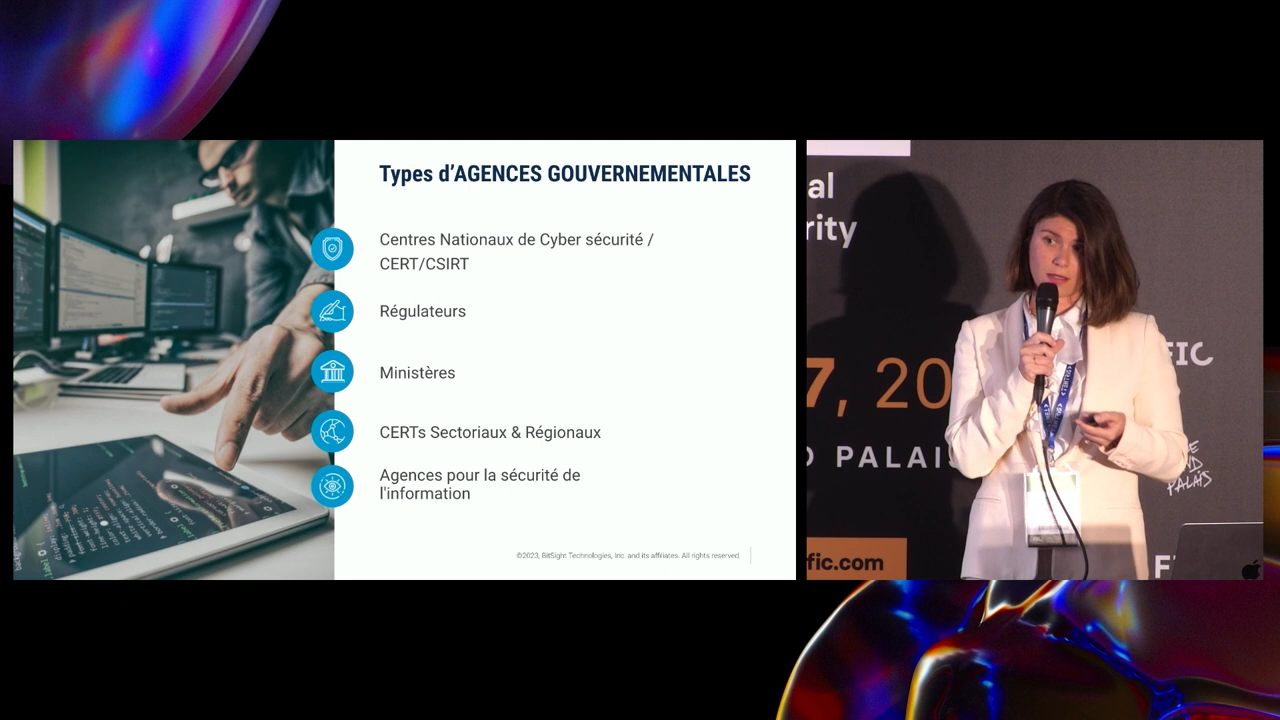 Types d'AGENCES GOUVERNEMENTALES
Centres Nationaux de Cyber sécurité /
CERT/CSIRT
Régulateurs
Ministères
CERTs Sectoriaux & Régionaux
Agences pour la sécurité de
l'information
©2023, BitSight Technologies, Inc. and its affiliates. All rights reserved.
al
rity
7, 20
PALAIS
FIC
PALAIS
fic.com
F